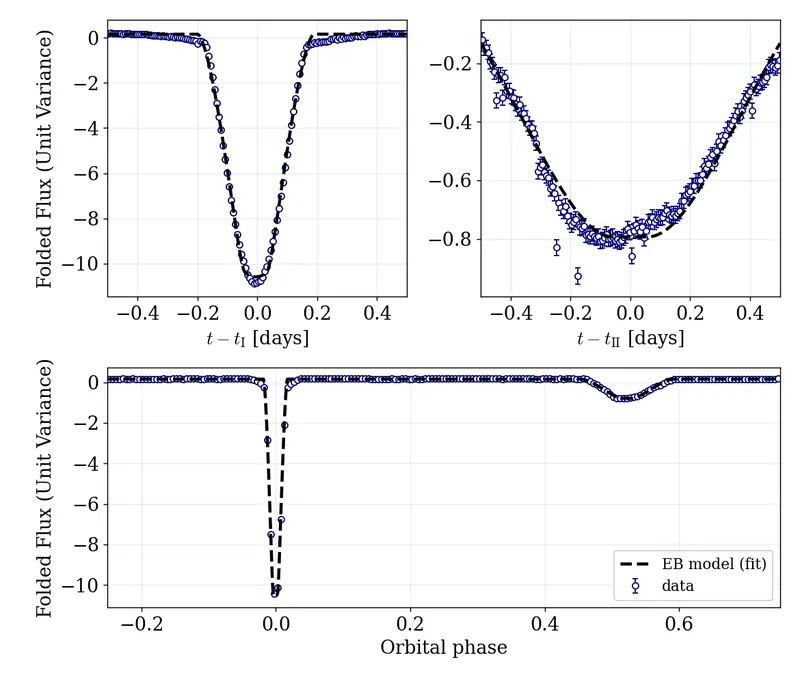 Folded Flux (Unit Variance)
0
−2
−4
−6
−8
−10
−0.4 −0.2 0.0 0.2 0.4
t − t_I [days]
−0.2
−0.4
−0.6
−0.8
−0.4 −0.2 0.0 0.2 0.4
t − t_II [days]
Folded Flux (Unit Variance)
0
−2
−4
−6
−8
−10
−0.2 0.0 0.2 0.4 0.6
Orbital phase
EB model (fit)
data